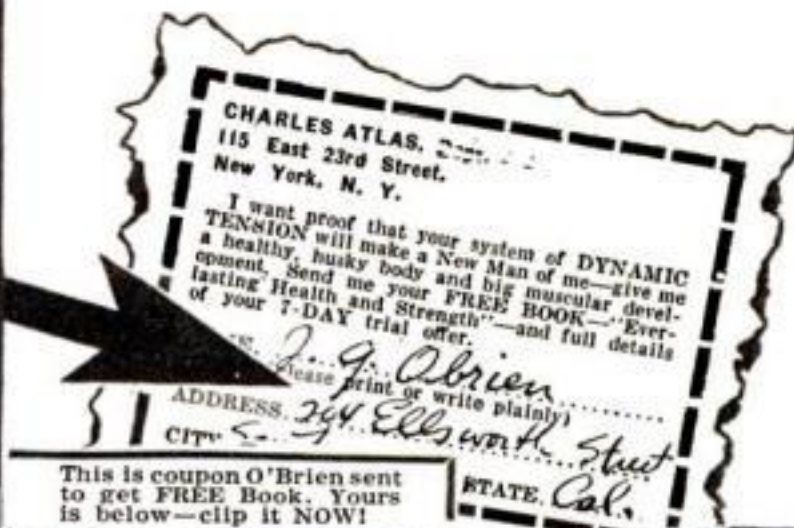 CHARLES ATLAS,
115 East 23rd Street,
New York, N. Y.
I want proof that your system of DYNAMIC
TENSION will make a New Man of me—give me
a healthy, husky body and big muscular devel-
opment. Send me your FREE BOOK—"Ever-
lasting Health and Strength"—and full details
of your 7-DAY trial offer.
J. G. Obrien
(Please print or write plainly)
ADDRESS. 204 Ellsworth Street
CITY
STATE. Cal.
This is coupon O'Brien sent
to get FREE Book. Yours
is below—clip it NOW!